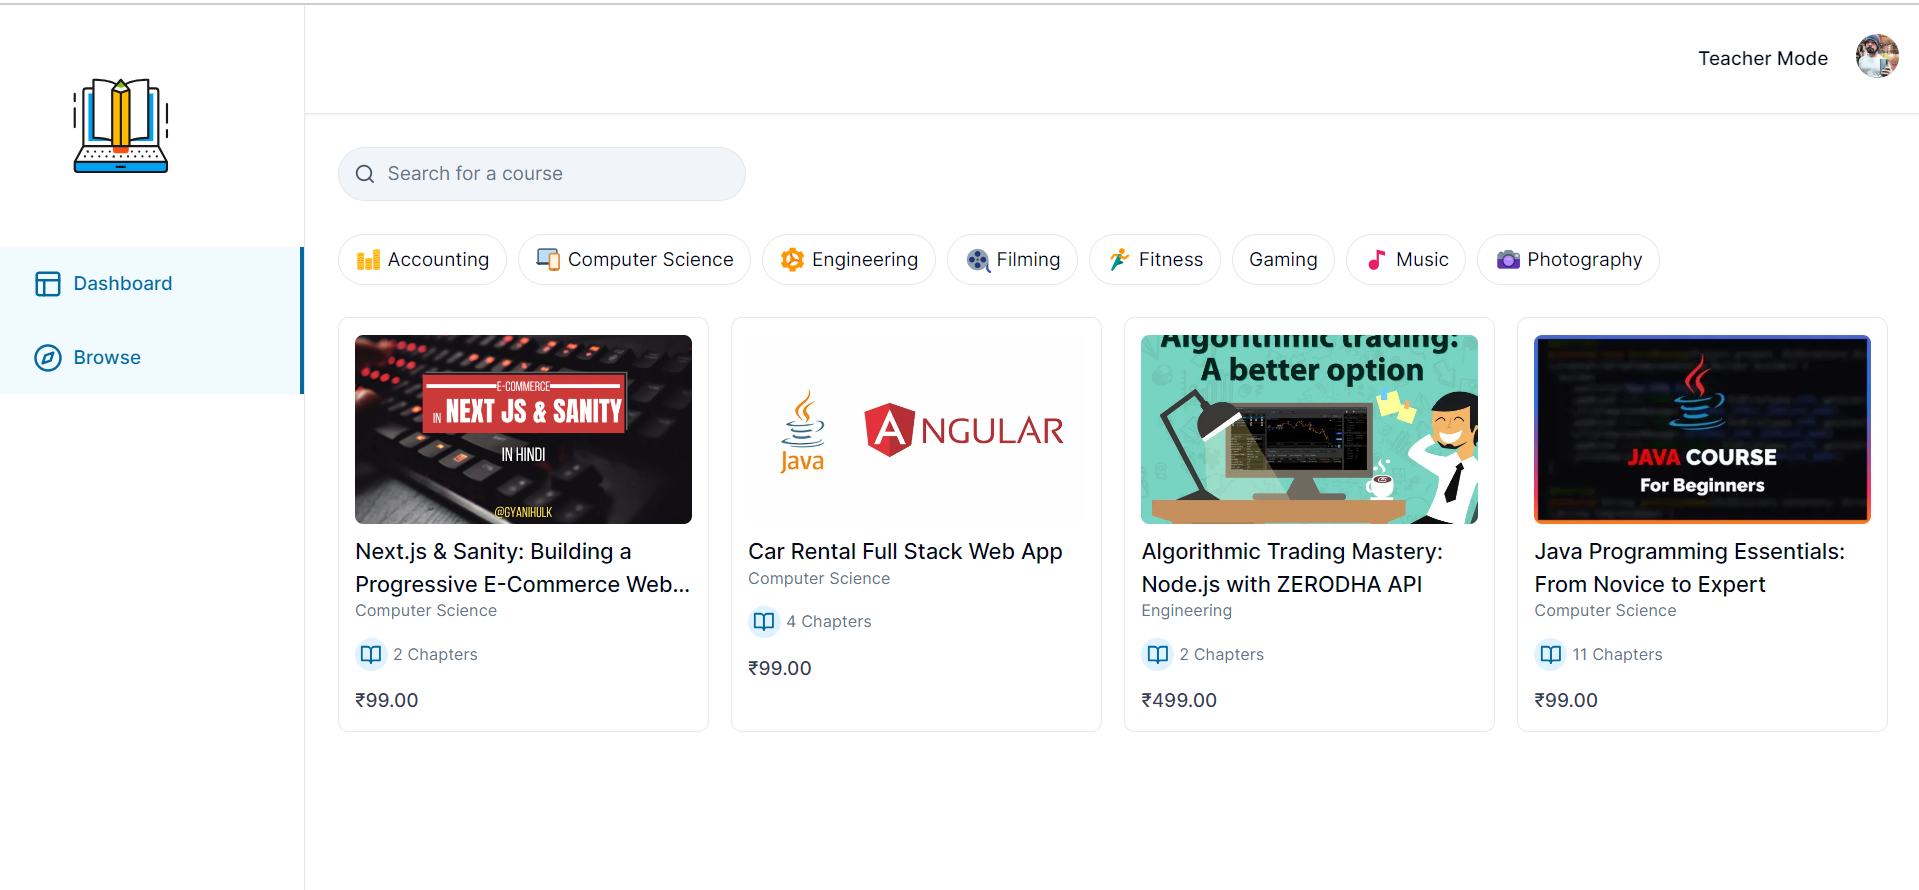 Teacher Mode
Search for a course
Dashboard
Browse
Accounting
Computer Science
Engineering
Filming
Fitness
Gaming
Music
Photography
E-COMMERCE
IN NEXT JS & SANITY
IN HINDI
@GYANIHULK
Next.js & Sanity: Building a
Progressive E-Commerce Web...
Computer Science
2 Chapters
₹99.00
Java
ANGULAR
Car Rental Full Stack Web App
Computer Science
4 Chapters
₹99.00
Algorithmic trading:
A better option
Algorithmic Trading Mastery:
Node.js with ZERODHA API
Engineering
2 Chapters
₹499.00
JAVA COURSE
For Beginners
Java Programming Essentials:
From Novice to Expert
Computer Science
11 Chapters
₹99.00